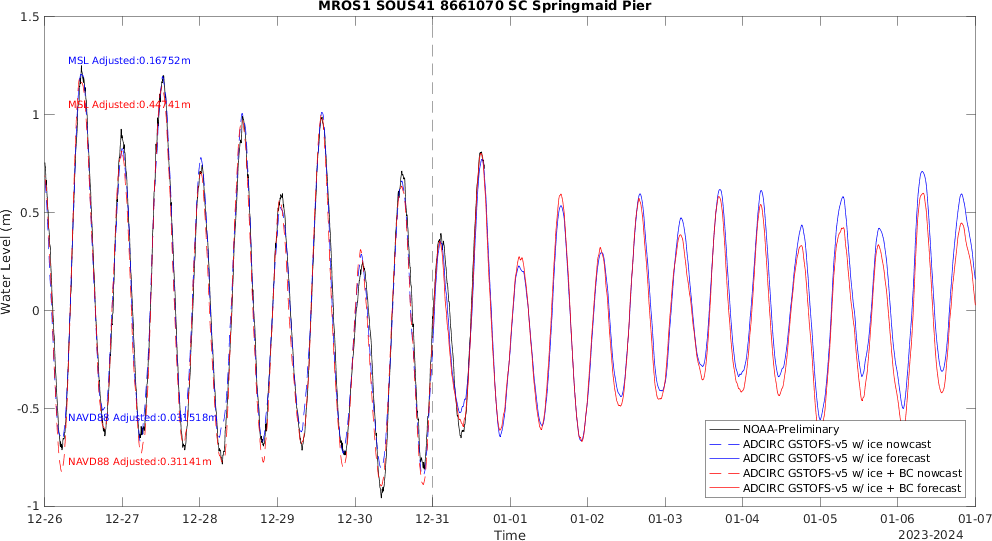 MROS1 SOUS41 8661070 SC Springmaid Pier
1.5
1
0.5
0
-0.5
-1
Water Level (m)
MSL Adjusted:0.16752m
MSL Adjusted:0.44741m
NAVD88 Adjusted:0.031518m
NAVD88 Adjusted:0.31141m
NOAA-Preliminary
ADCIRC GSTOFS-v5 w/ ice nowcast
ADCIRC GSTOFS-v5 w/ ice forecast
ADCIRC GSTOFS-v5 w/ ice + BC nowcast
ADCIRC GSTOFS-v5 w/ ice + BC forecast
12-26 12-27 12-28 12-29 12-30 12-31 01-01 01-02 01-03 01-04 01-05 01-06 01-07
Time
2023-2024